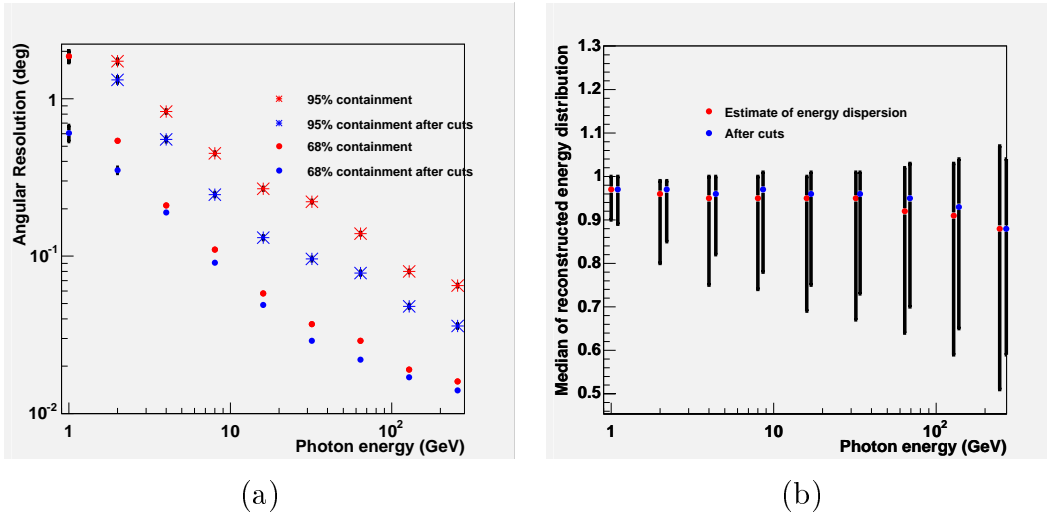 Angular Resolution (deg)
1
10⁻¹
10⁻²
95% containment
95% containment after cuts
68% containment
68% containment after cuts
1
10
10²
Photon energy (GeV)
(a)
Median of reconstructed energy distribution
1.3
1.2
1.1
1
0.9
0.8
0.7
0.6
0.5
Estimate of energy dispersion
After cuts
1
10
10²
Photon energy (GeV)
(b)